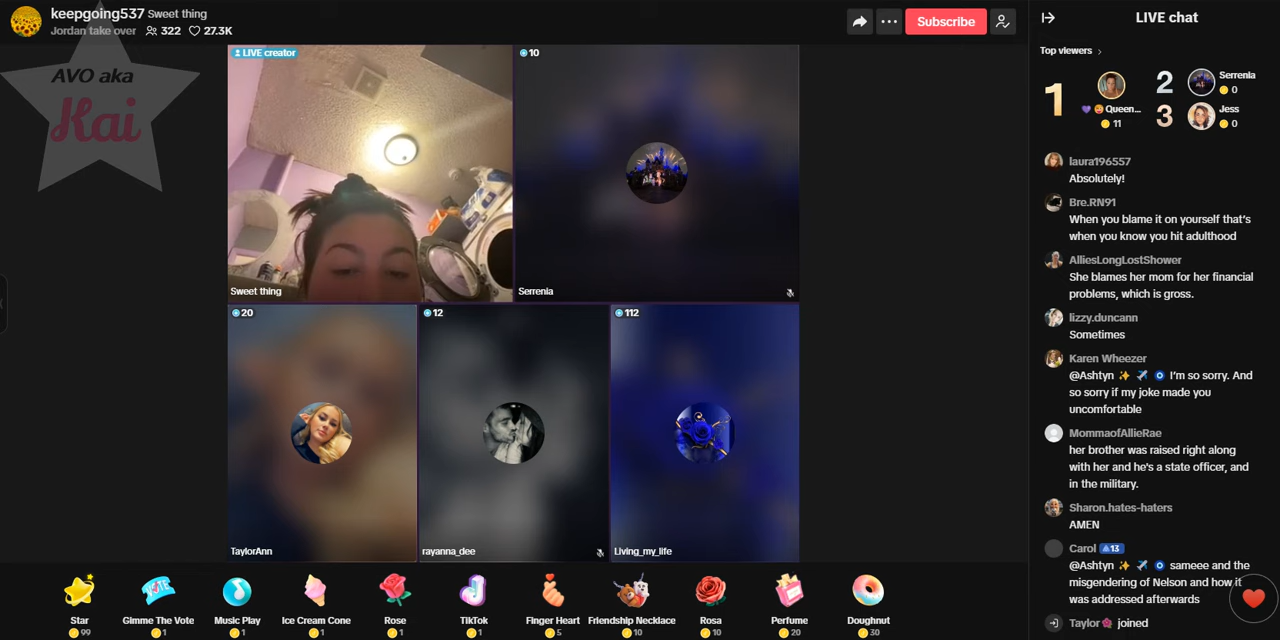 keepgoing537 Sweet thing
Jordan take over 322 27.3K
Subscribe
AVO aka
Kai
LIVE creator
Sweet thing
10
Serrenia
20
TaylorAnn
12
rayanna_dee
112
Living_my_life
Star
99
Gimme The Vote
1
Music Play
1
Ice Cream Cone
1
Rose
1
TikTok
1
Finger Heart
5
Friendship Necklace
10
Rosa
10
Perfume
20
Doughnut
30
LIVE chat
Top viewers
1
Queen...
11
2
Serrenia
0
3
Jess
0
laura196557
Absolutely!
Bre.RN91
When you blame it on yourself that's
when you know you hit adulthood
AlliesLongLostShower
She blames her mom for her financial
problems, which is gross.
lizzy.duncann
Sometimes
Karen Wheezer
@Ashtyn ✨ ✈️ 🧿 I'm so sorry. And
so sorry if my joke made you
uncomfortable
MommaofAllieRae
her brother was raised right along
with her and he's a state officer, and
in the military.
Sharon.hates-haters
AMEN
Carol 13
@Ashtyn ✨ ✈️ 🧿 sameee and the
misgendering of Nelson and how it
was addressed afterwards
Taylor🌺 joined